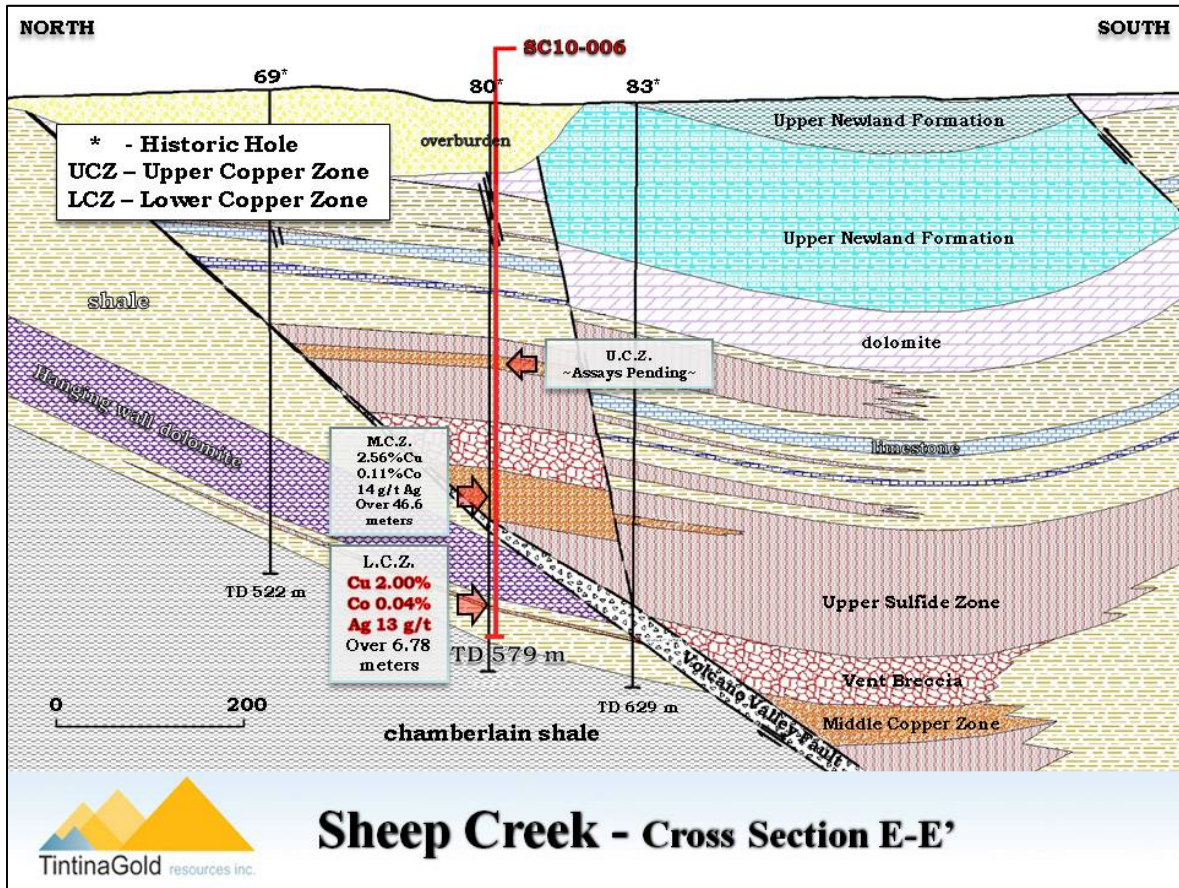 NORTH
SOUTH
SC10-006
69*
80*
83*
* - Historic Hole
UCZ – Upper Copper Zone
LCZ – Lower Copper Zone
overburden
Upper Newland Formation
Upper Newland Formation
shale
dolomite
U.C.Z.
~Assays Pending~
Hanging wall dolomite
limestone
M.C.Z.
2.56%Cu
0.11%Co
14 g/t Ag
Over 46.6
meters
L.C.Z.
Cu 2.00%
Co 0.04%
Ag 13 g/t
Over 6.78
meters
TD 522 m
TD 579 m
TD 629 m
Upper Sulfide Zone
Vent Breccia
Middle Copper Zone
Volcano Valley Fault
0 200
chamberlain shale
TintinaGold resources inc.
Sheep Creek - Cross Section E-E’